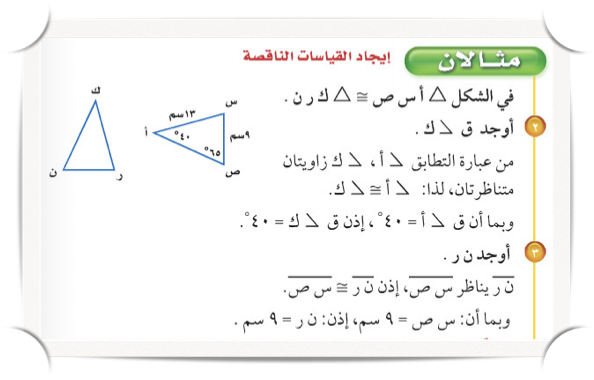 مثـالان إيجاد القياسات الناقصة
في الشكل △ أ س ص ≅ △ ك ر ن .
٢ أوجد ق ∠ ك .
من عبارة التطابق ∠ أ ، ∠ ك زاويتان
متناظرتان، لذا: ∠ أ ≅ ∠ ك.
وبما أن ق ∠ أ = ٤٠°، إذن ق ∠ ك = ٤٠°.
٣ أوجد ن ر .
ن ر يناظر س ص، إذن ن ر ≅ س ص.
وبما أن: س ص = ٩ سم، إذن: ن ر = ٩ سم .
س
١٣سم
أ
٤٠°
٩سم
٦٥°
ص
ك
ن
ر